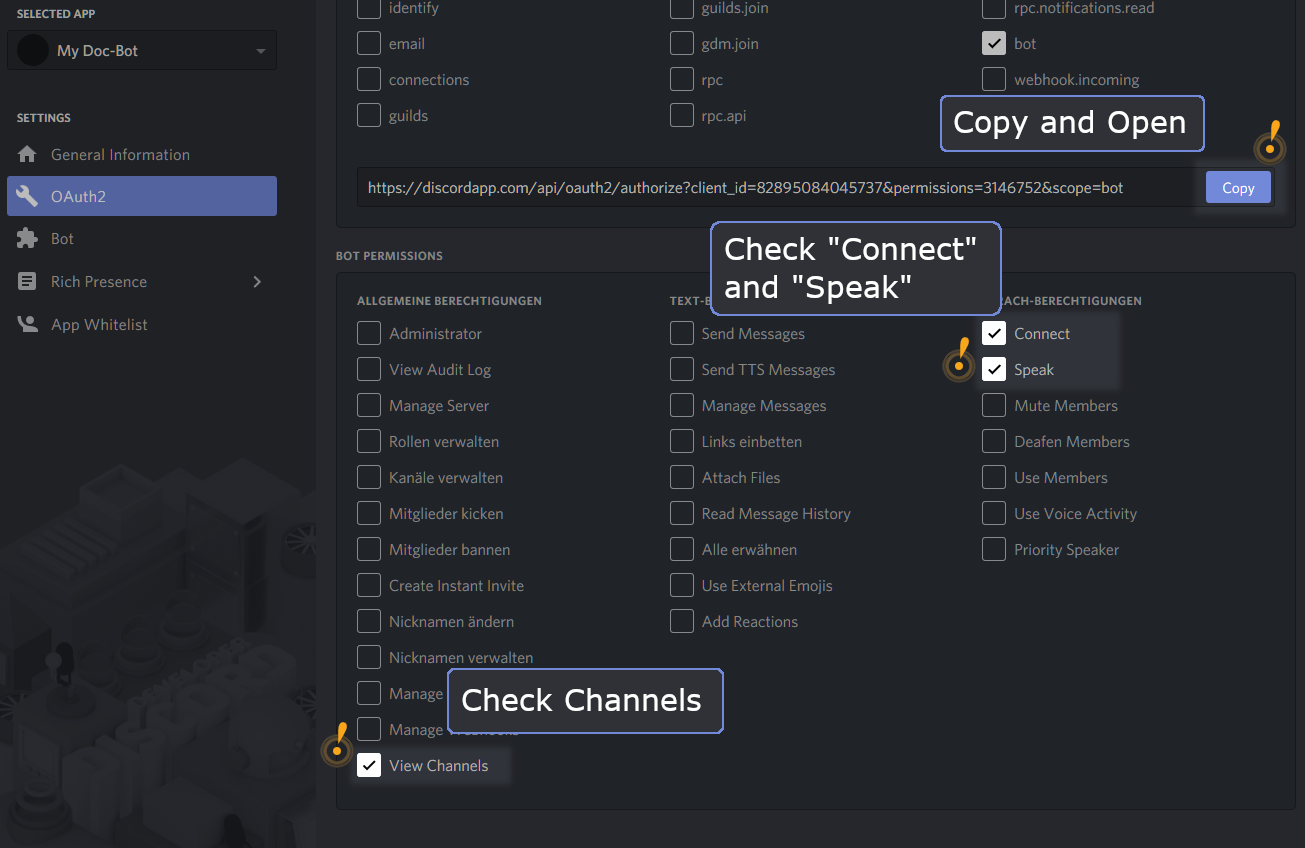 SELECTED APP
My Doc-Bot
SETTINGS
General Information
OAuth2
Bot
Rich Presence
App Whitelist
identify
guilds.join
rpc.notifications.read
email
gdm.join
bot
connections
rpc
webhook.incoming
guilds
rpc.api
Copy and Open
https://discordapp.com/api/oauth2/authorize?client_id=82895084045737&permissions=3146752&scope=bot
Copy
BOT PERMISSIONS
Check "Connect"
and "Speak"
ALLGEMEINE BERECHTIGUNGEN
Administrator
View Audit Log
Manage Server
Rollen verwalten
Kanäle verwalten
Mitglieder kicken
Mitglieder bannen
Create Instant Invite
Nicknamen ändern
Nicknamen verwalten
Manage
Manage
View Channels
Check Channels
TEXT-B
Send Messages
Send TTS Messages
Manage Messages
Links einbetten
Attach Files
Read Message History
Alle erwähnen
Use External Emojis
Add Reactions
RACH-BERECHTIGUNGEN
Connect
Speak
Mute Members
Deafen Members
Use Members
Use Voice Activity
Priority Speaker